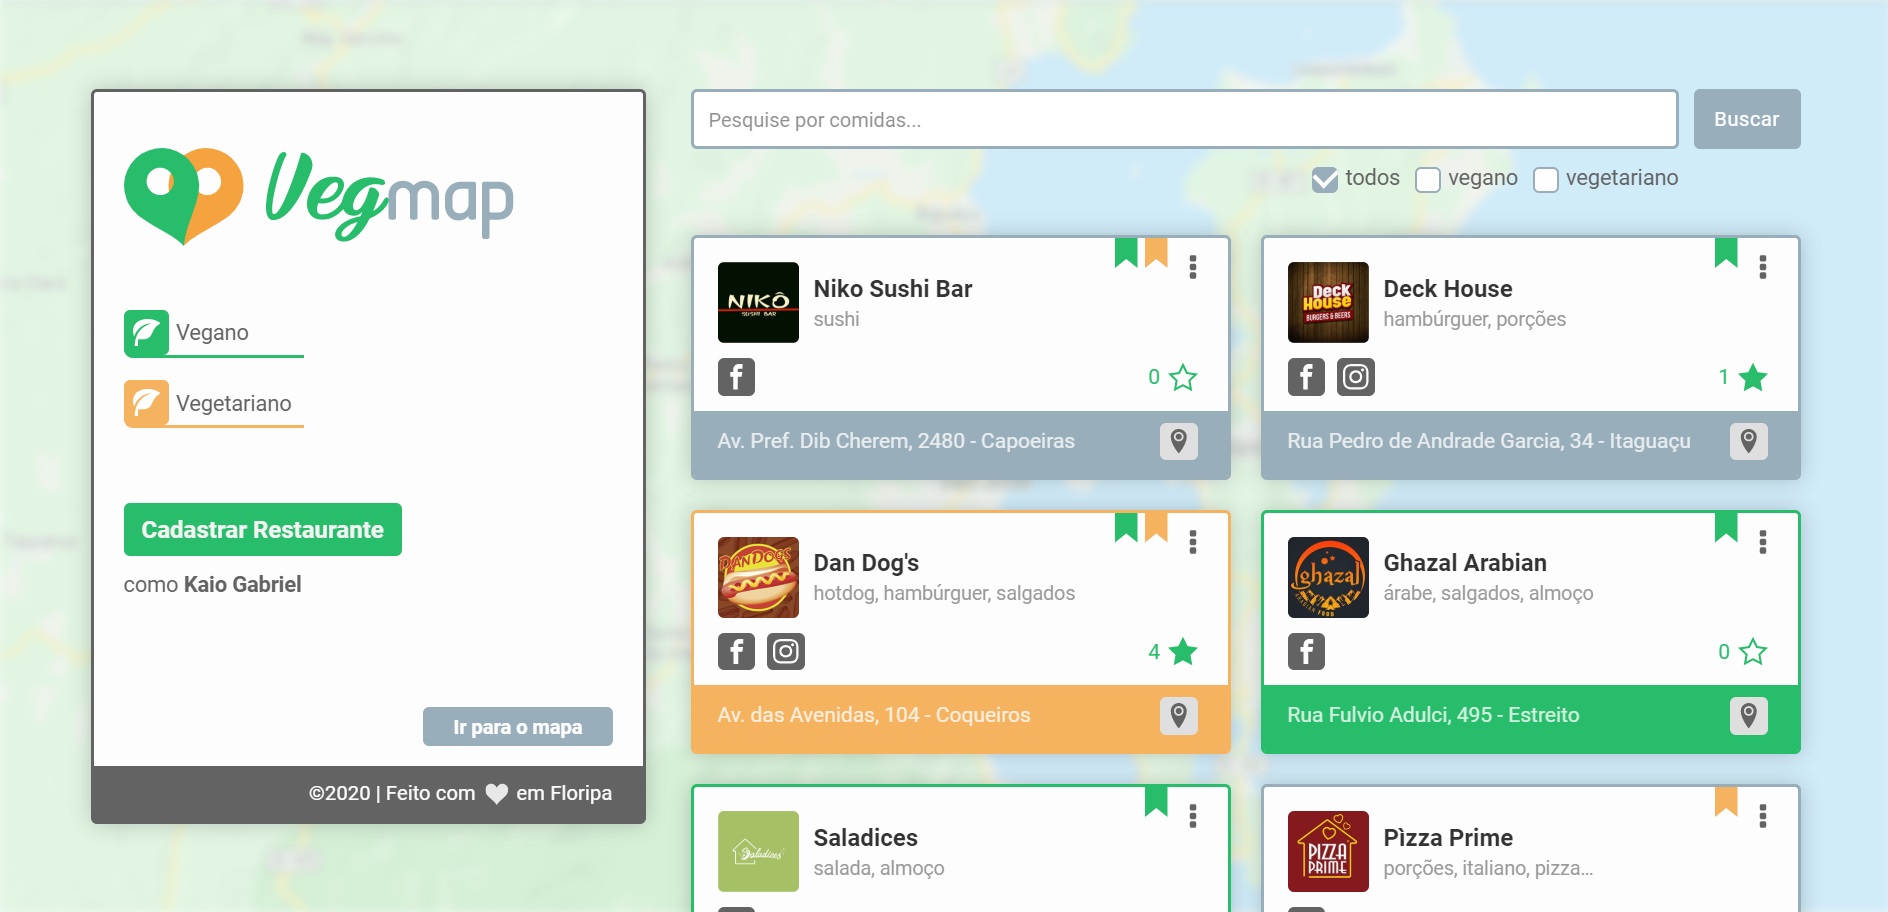 Vegmap
Vegano
Vegetariano
Cadastrar Restaurante
como Kaio Gabriel
Ir para o mapa
©2020 | Feito com em Floripa
Pesquise por comidas...
Buscar
todos vegano vegetariano
NIKÔ
SUSHI BAR
Niko Sushi Bar
sushi
0
Av. Pref. Dib Cherem, 2480 - Capoeiras
Deck
House
BURGERS & BEERS
Deck House
hambúrguer, porções
1
Rua Pedro de Andrade Garcia, 34 - Itaguaçu
DANDOGS
Dan Dog's
hotdog, hambúrguer, salgados
4
Av. das Avenidas, 104 - Coqueiros
ghazal
ARABIAN FOOD
Ghazal Arabian
árabe, salgados, almoço
0
Rua Fulvio Adulci, 495 - Estreito
Saladices
Saladices
salada, almoço
PIZZA
PRIME
Pìzza Prime
porções, italiano, pizza...